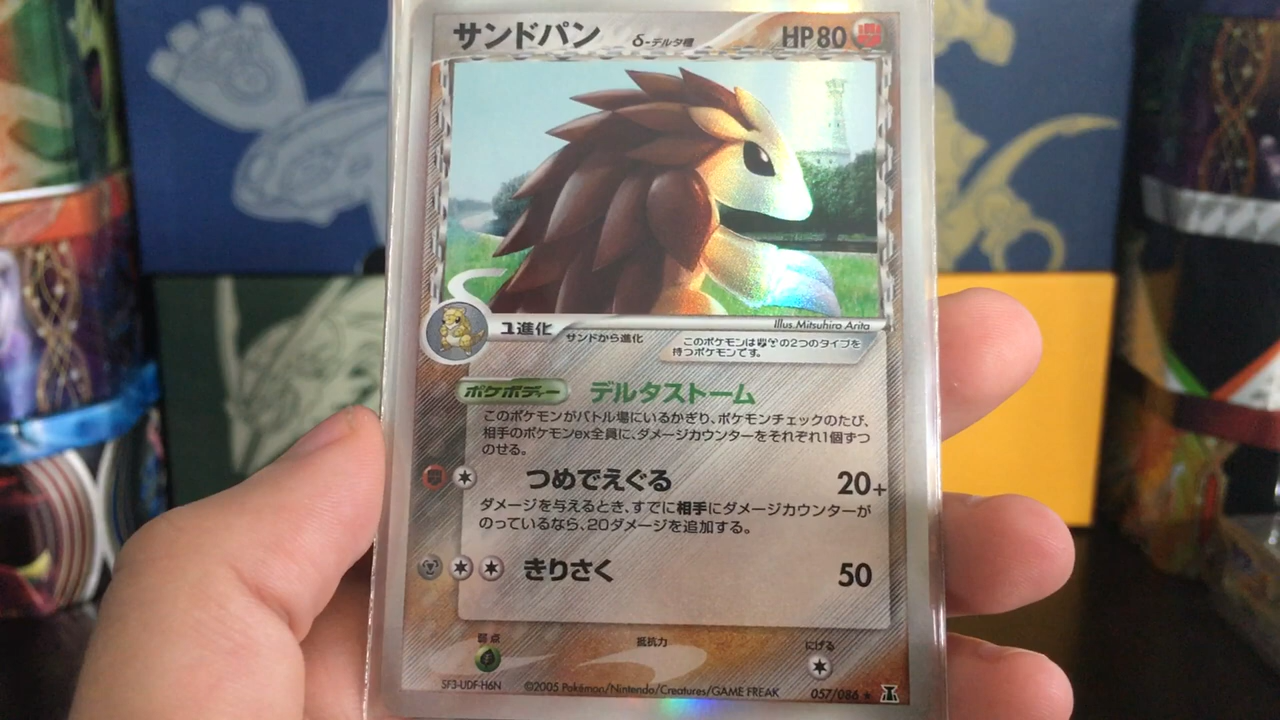 サンドパン δ-デルタ種 HP80
Illus.Mitsuhiro Arita
1進化 サンドから進化
このポケモンは の2つのタイプを
持つポケモンです。
ポケボディー デルタストーム
このポケモンがバトル場にいるかぎり、ポケモンチェックのたび、
相手のポケモンex全員に、ダメージカウンターをそれぞれ1個ずつ
のせる。
つめでえぐる 20+
ダメージを与えるとき、すでに相手にダメージカウンターが
のっているなら、20ダメージを追加する。
きりさく 50
弱点 抵抗力 にげる
SF3-UDF-H6N ©2005 Pokémon/Nintendo/Creatures/GAME FREAK 057/086 ★